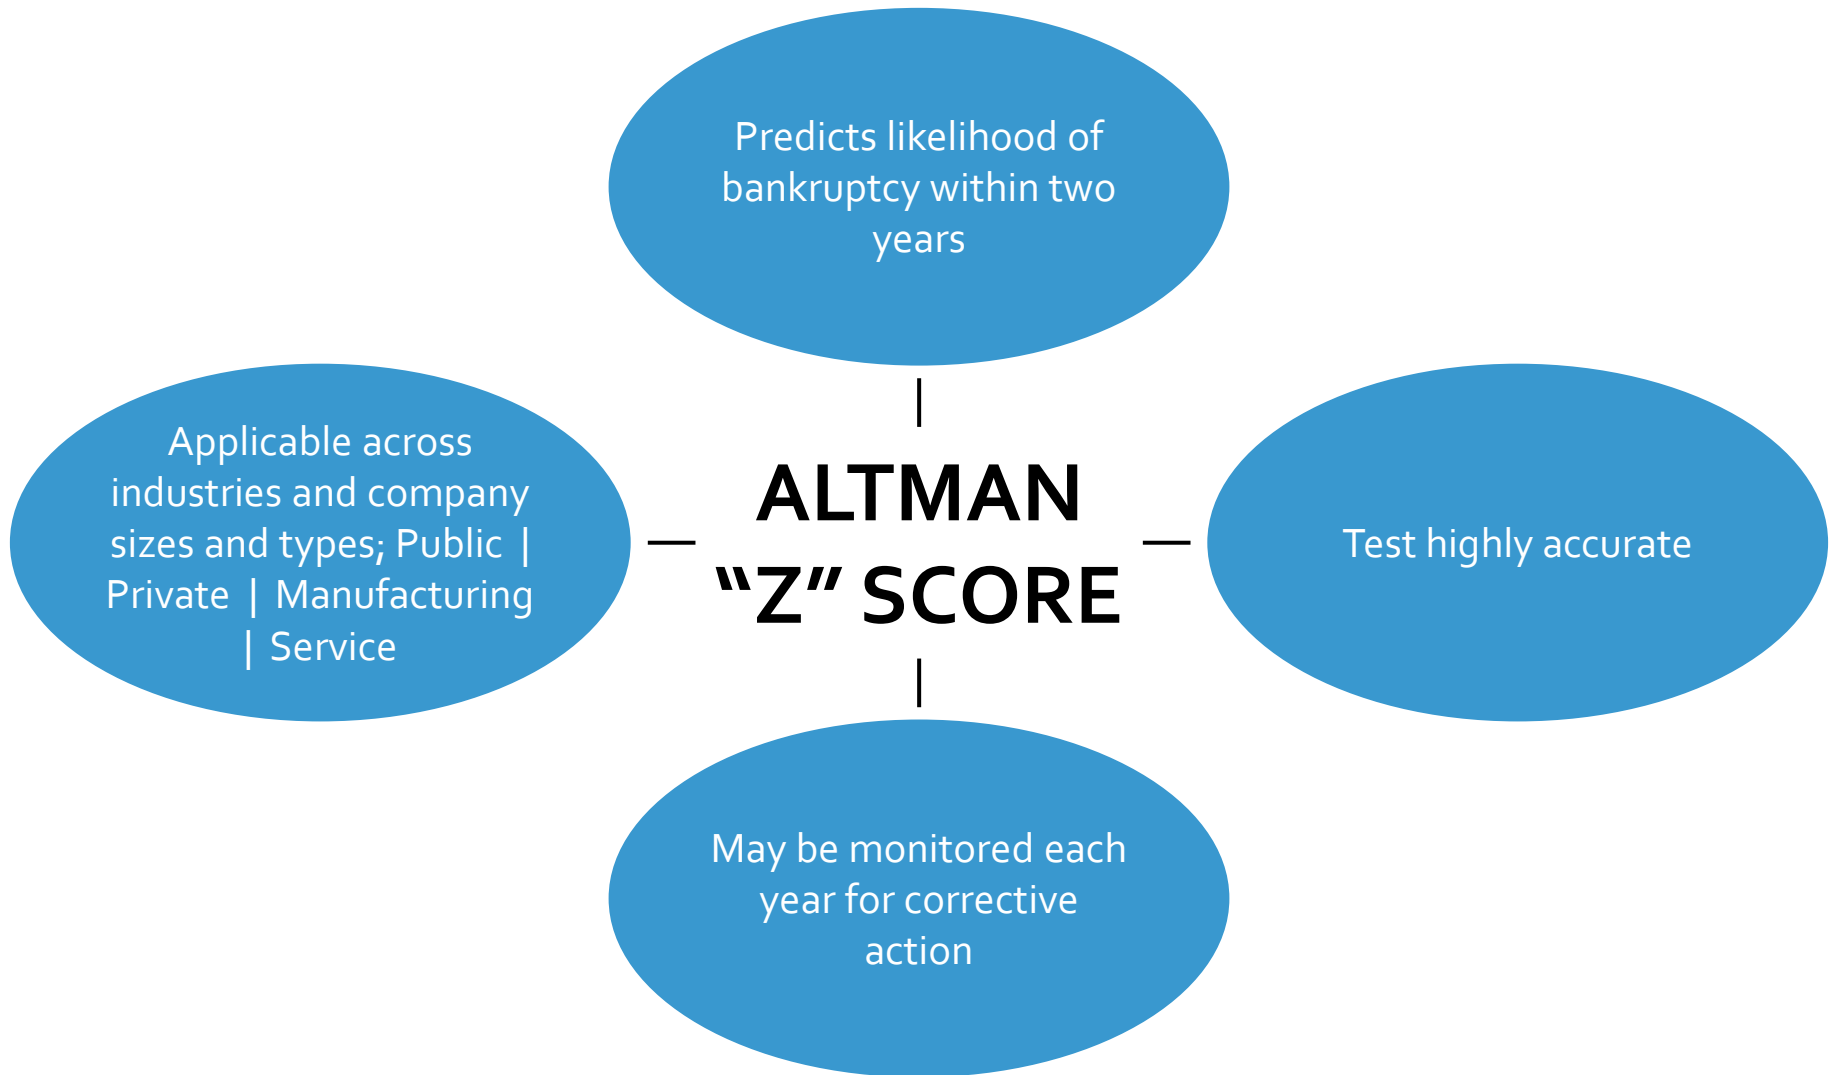 Predicts likelihood of
bankruptcy within two
years
Applicable across
industries and company
sizes and types; Public |
Private | Manufacturing
| Service
ALTMAN
“Z” SCORE
Test highly accurate
May be monitored each
year for corrective
action